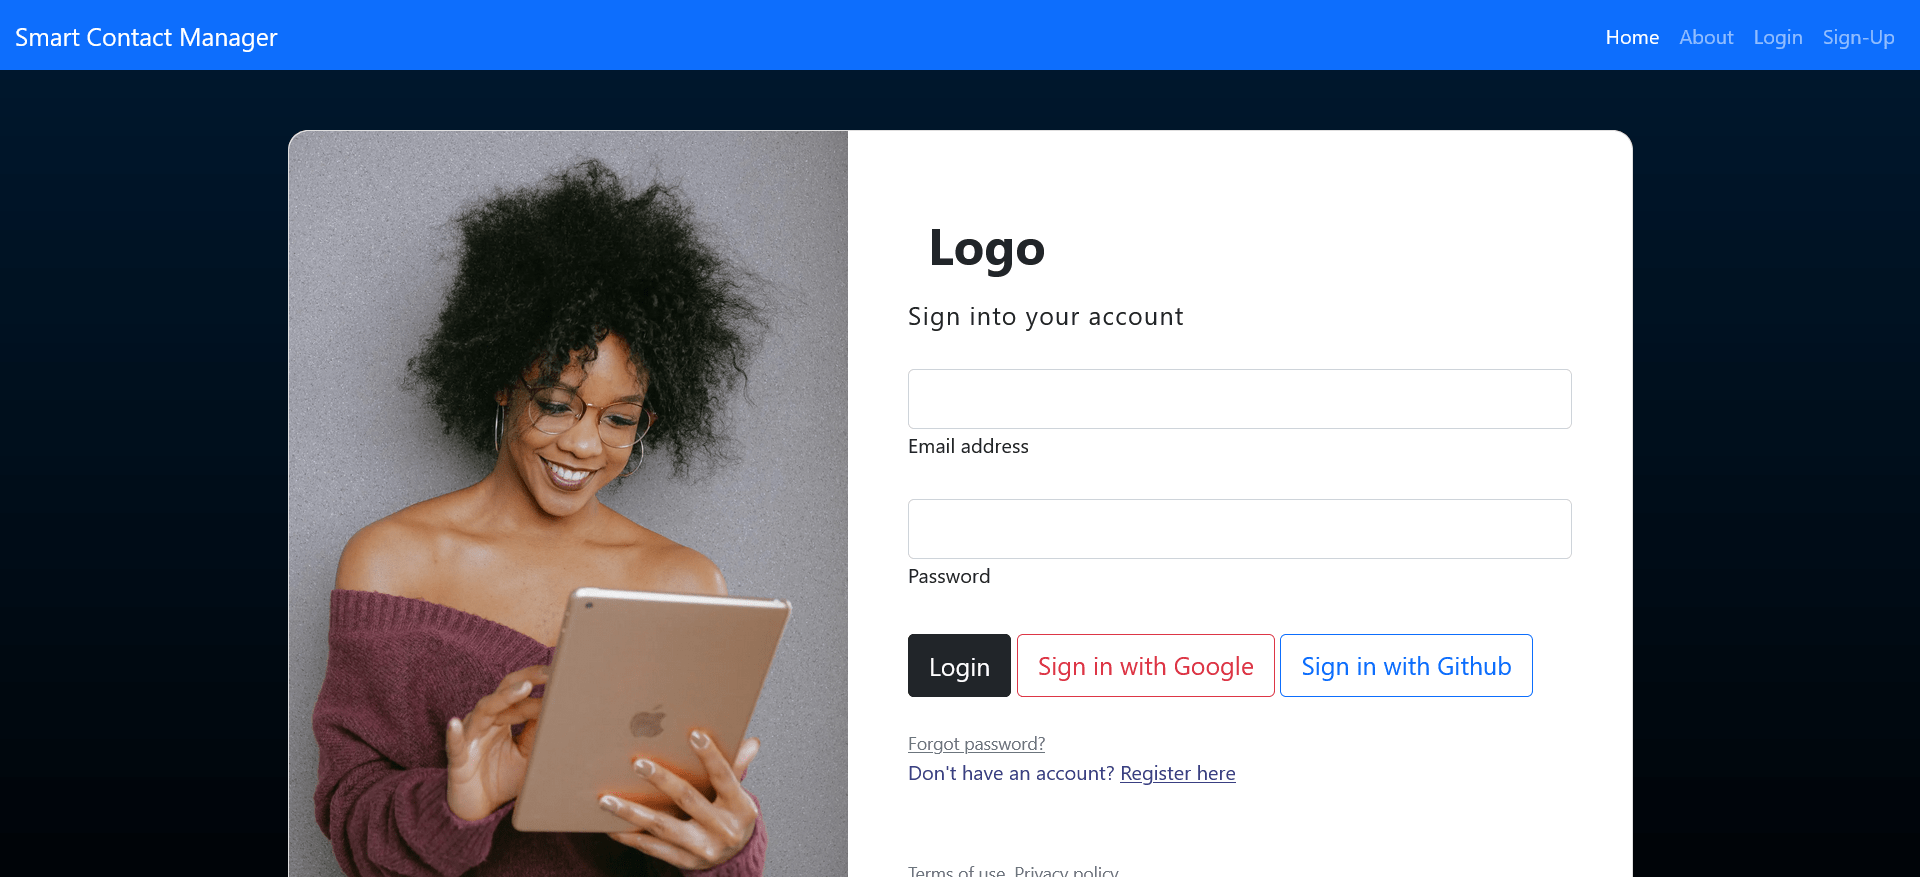 Smart Contact Manager Home About Login Sign-Up
Logo
Sign into your account
Email address
Password
Login Sign in with Google Sign in with Github
Forgot password?
Don't have an account? Register here
Terms of use. Privacy policy